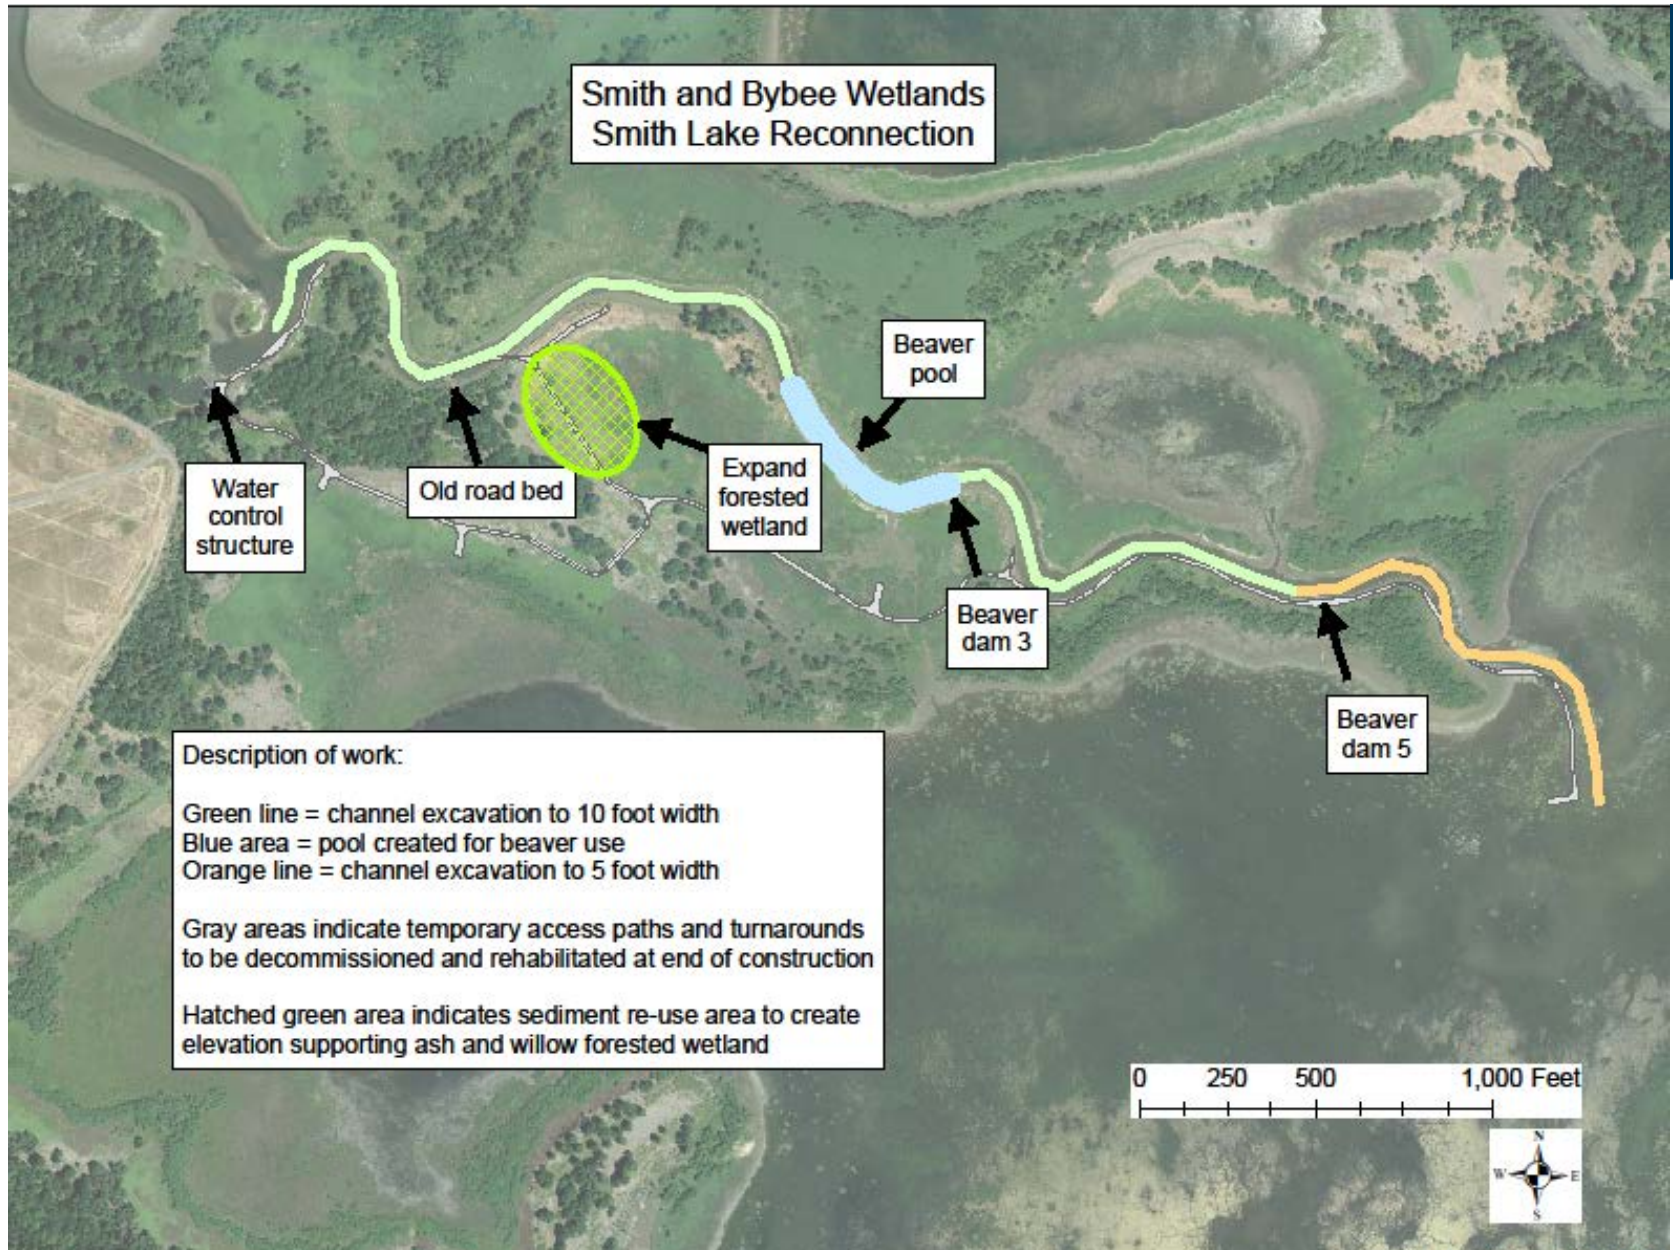 Smith and Bybee Wetlands
Smith Lake Reconnection
Beaver
pool
Water
control
structure
Old road bed
Expand
forested
wetland
Beaver
dam 3
Beaver
dam 5
Description of work:
Green line = channel excavation to 10 foot width
Blue area = pool created for beaver use
Orange line = channel excavation to 5 foot width
Gray areas indicate temporary access paths and turnarounds
to be decommissioned and rehabilitated at end of construction
Hatched green area indicates sediment re-use area to create
elevation supporting ash and willow forested wetland
0 250 500 1,000 Feet
N
W E
S